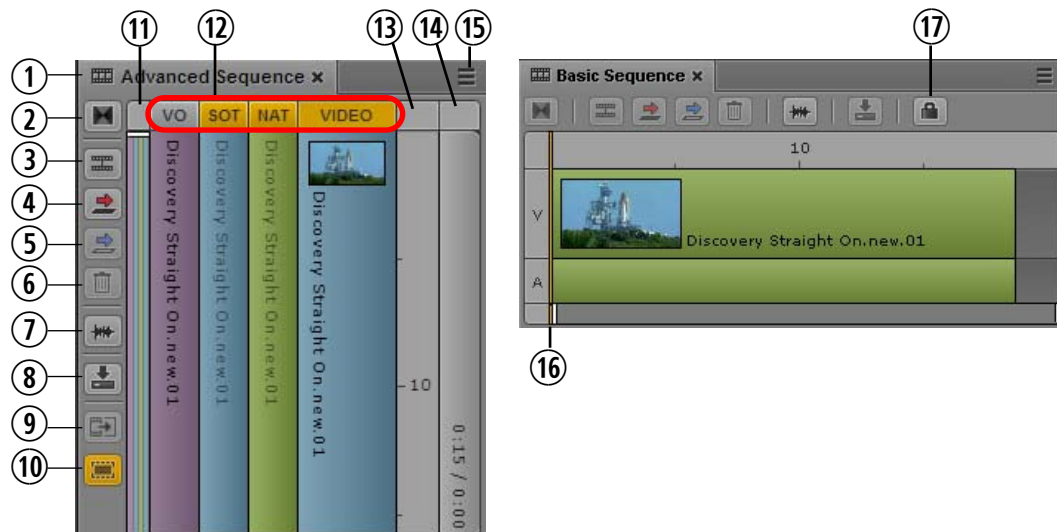 11
12
13
14
15
17
1
Advanced Sequence ×
Basic Sequence ×
2
VO
SOT
NAT
VIDEO
3
4
5
6
7
8
9
10
Discovery Straight On.new.01
Discovery Straight On.new.01
Discovery Straight On.new.01
Discovery Straight On.new.01
10
0:15 / 0:00
10
V
Discovery Straight On.new.01
A
16